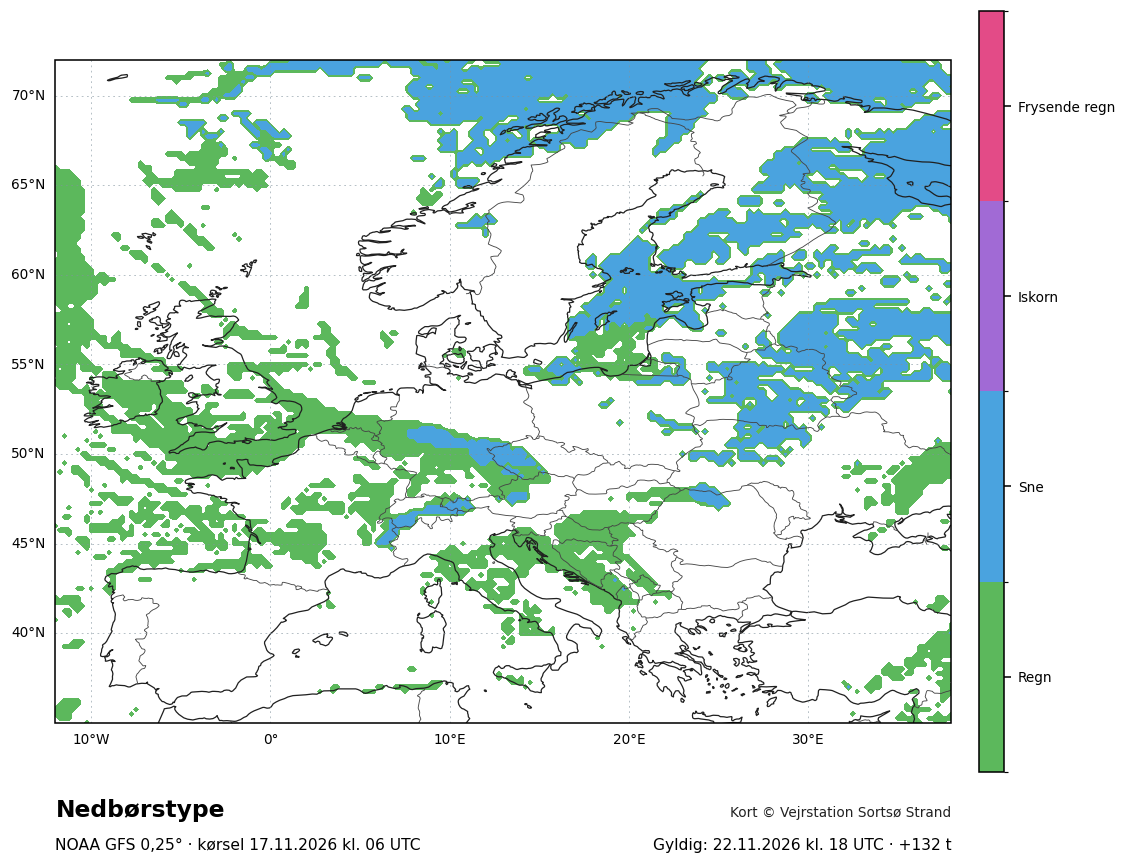 70°N
65°N
60°N
55°N
50°N
45°N
40°N
10°W
0°
10°E
20°E
30°E
Frysende regn
Iskorn
Sne
Regn
Nedbørstype
Kort © Vejrstation Sortsø Strand
NOAA GFS 0,25° · kørsel 17.11.2026 kl. 06 UTC
Gyldig: 22.11.2026 kl. 18 UTC · +132 t